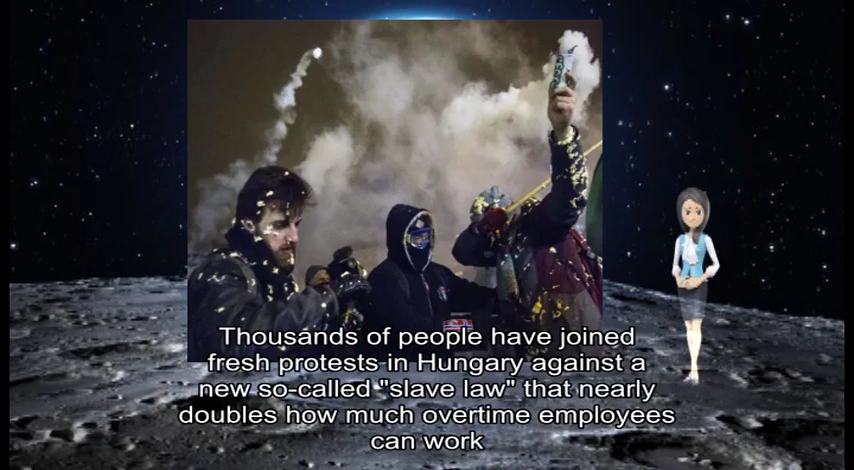 Thousands of people have joined
fresh protests in Hungary against a
new so-called "slave law" that nearly
doubles how much overtime employees
can work